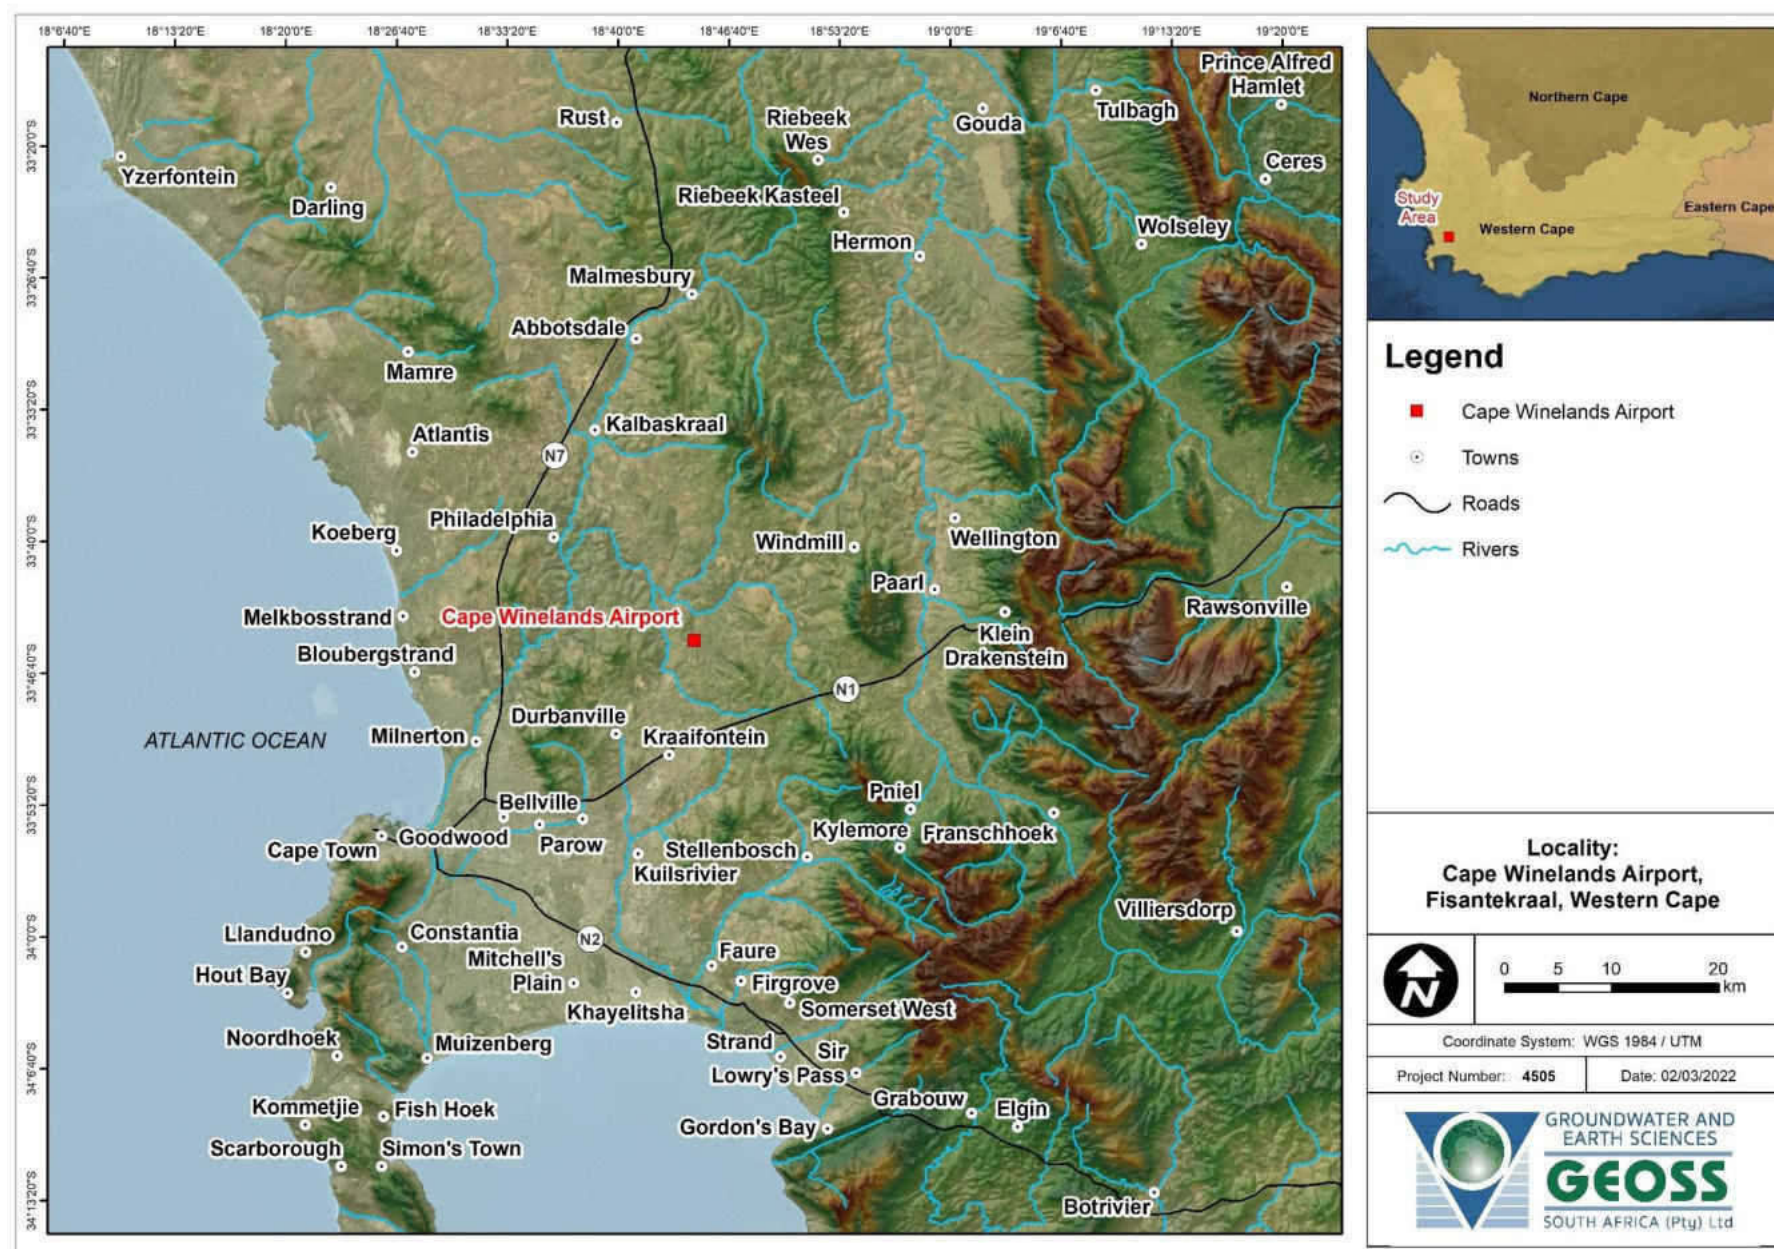 18°6'40"E
18°13'20"E
18°20'0"E
18°26'40"E
18°33'20"E
18°40'0"E
18°46'40"E
18°53'20"E
19°0'0"E
19°6'40"E
19°13'20"E
19°20'0"E
33°20'0"S
33°26'40"S
33°33'20"S
33°40'0"S
33°46'40"S
33°53'20"S
34°0'0"S
34°6'40"S
34°13'20"S
Prince Alfred
Hamlet
Rust
Riebeek
Wes
Gouda
Tulbagh
Ceres
Yzerfontein
Darling
Riebeek Kasteel
Hermon
Wolseley
Malmesbury
Abbotsdale
Mamre
Kalbaskraal
Atlantis
N7
Philadelphia
Koeberg
Windmill
Wellington
Paarl
Rawsonville
Melkbosstrand
Cape Winelands Airport
Klein
Drakenstein
Bloubergstrand
N1
Durbanville
Milnerton
Kraaifontein
ATLANTIC OCEAN
Bellville
Pniel
Goodwood
Parow
Kylemore
Franschhoek
Cape Town
Stellenbosch
Kuilsrivier
Villiersdorp
Llandudno
Constantia
N2
Mitchell's
Plain
Faure
Hout Bay
Firgrove
Khayelitsha
Somerset West
Noordhoek
Muizenberg
Strand
Sir
Lowry's Pass
Kommetjie
Fish Hoek
Grabouw
Elgin
Gordon's Bay
Scarborough
Simon's Town
Botrivier
Northern Cape
Study
Area
Western Cape
Eastern Cape
Legend
Cape Winelands Airport
Towns
Roads
Rivers
Locality:
Cape Winelands Airport,
Fisantekraal, Western Cape
N
0 5 10 20
km
Coordinate System: WGS 1984 / UTM
Project Number: 4505
Date: 02/03/2022
GROUNDWATER AND
EARTH SCIENCES
GEOSS
SOUTH AFRICA (Pty) Ltd